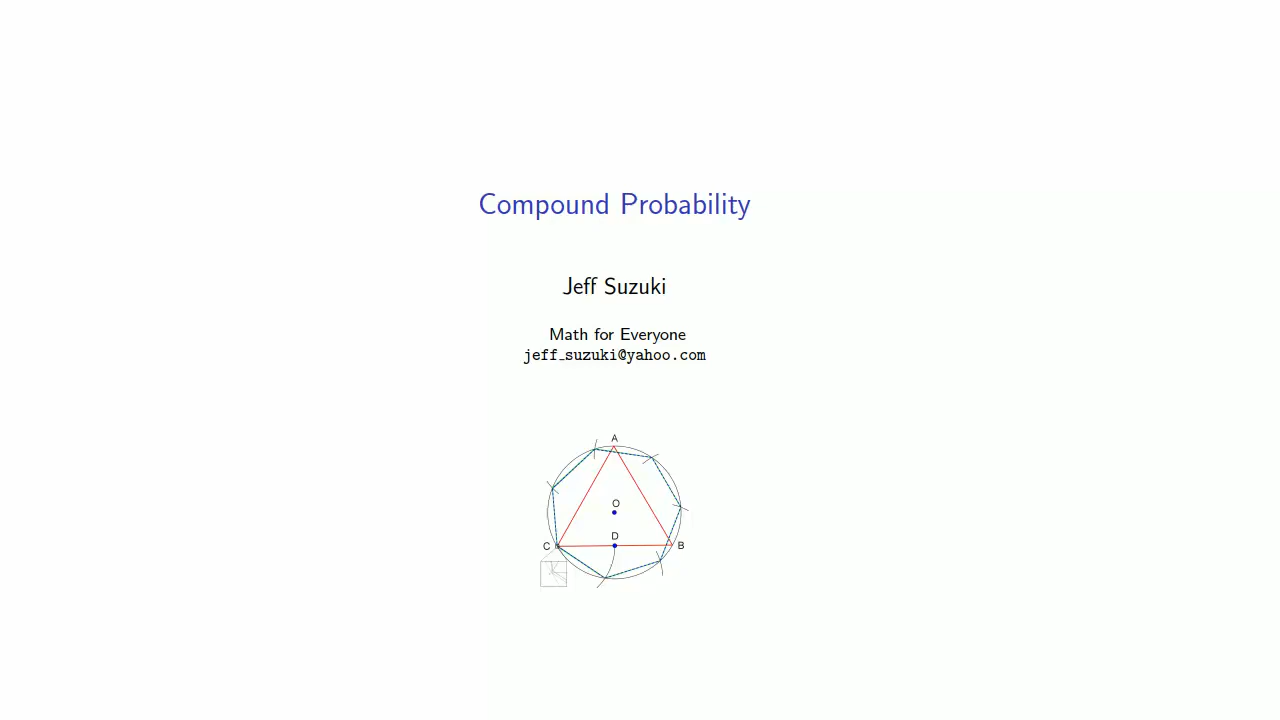 Compound Probability
Jeff Suzuki
Math for Everyone
jeff_suzuki@yahoo.com
A
O
D
C
B